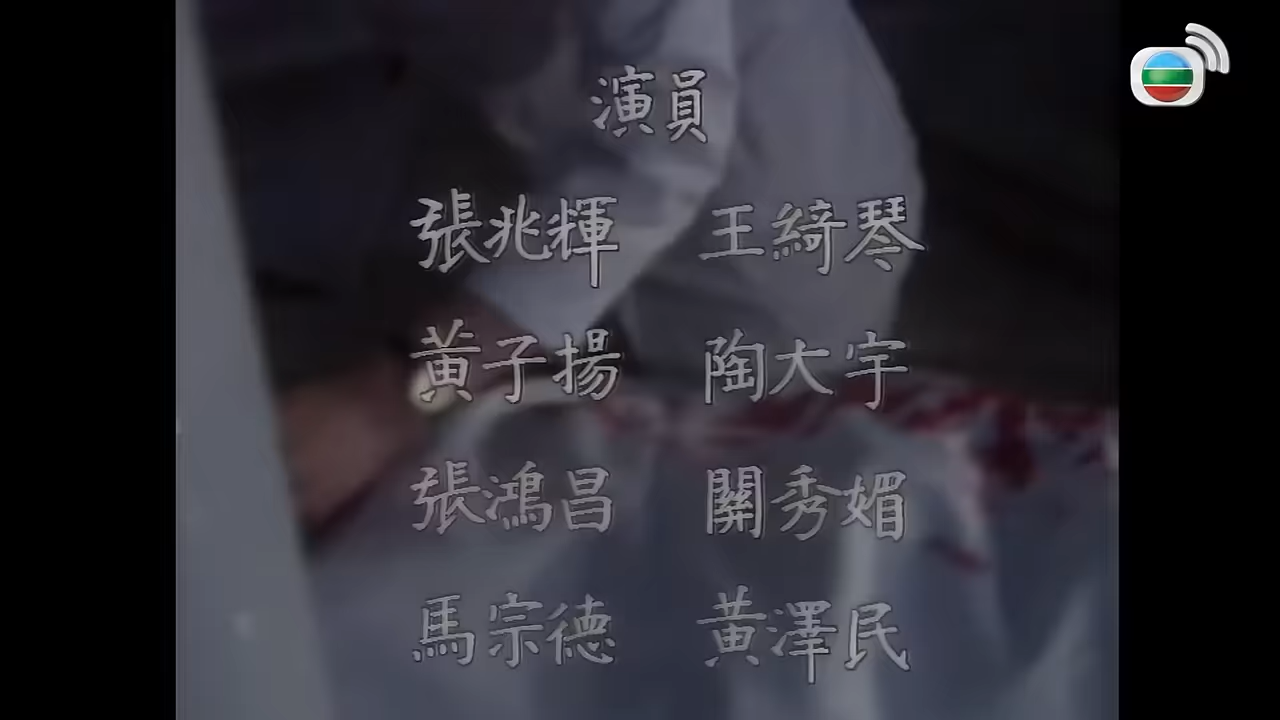 演員
張兆輝 王綺琴
黃子揚 陶大宇
張鴻昌 關秀媚
馬宗德 黃澤民